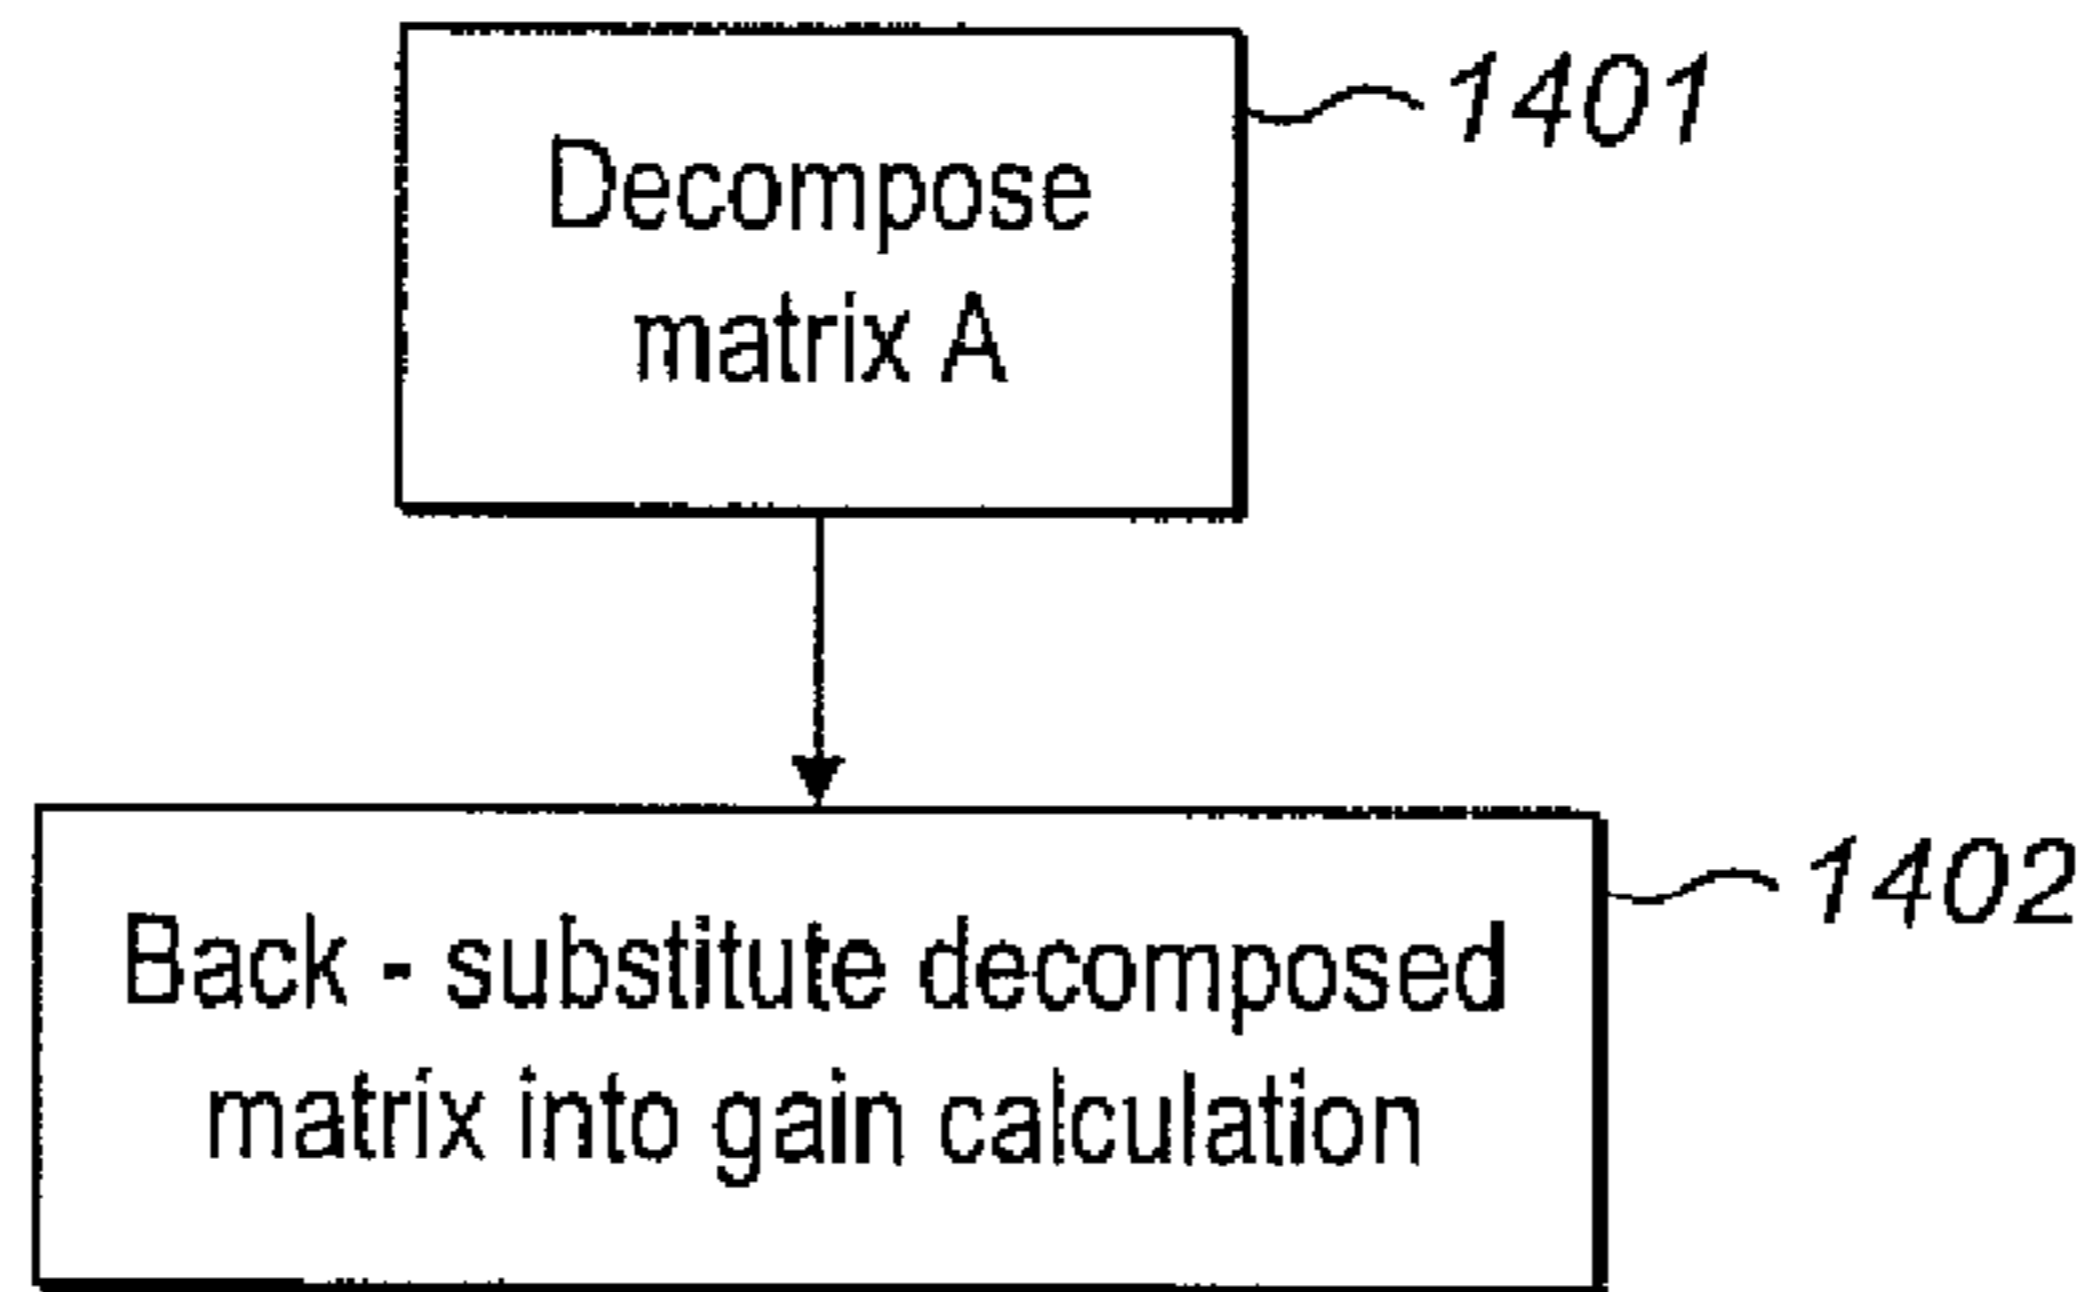 Decompose
matrix A
1401
Back - substitute decomposed
matrix into gain calculation
1402